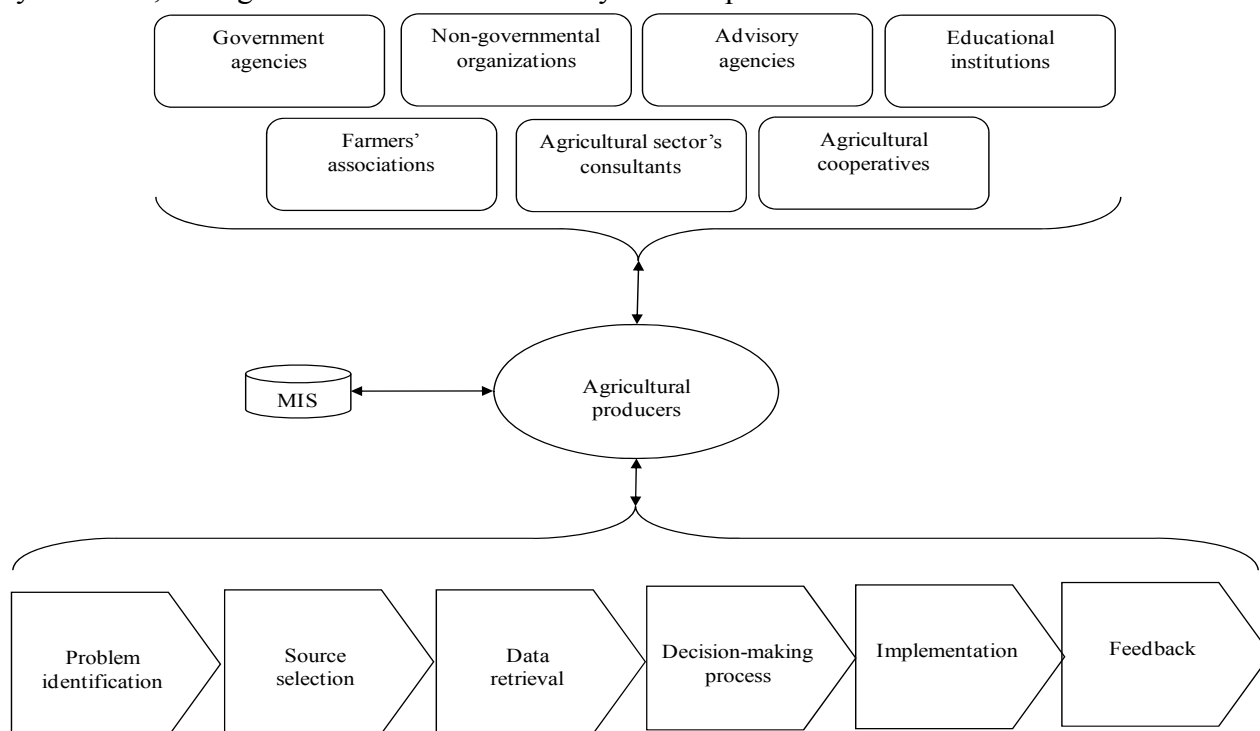 Government
agencies
Non-governmental
organizations
Advisory
agencies
Educational
institutions
Farmers’
associations
Agricultural sector’s
consultants
Agricultural
cooperatives
MIS
Agricultural
producers
Problem
identification
Source
selection
Data
retrieval
Decision-making
process
Implementation
Feedback